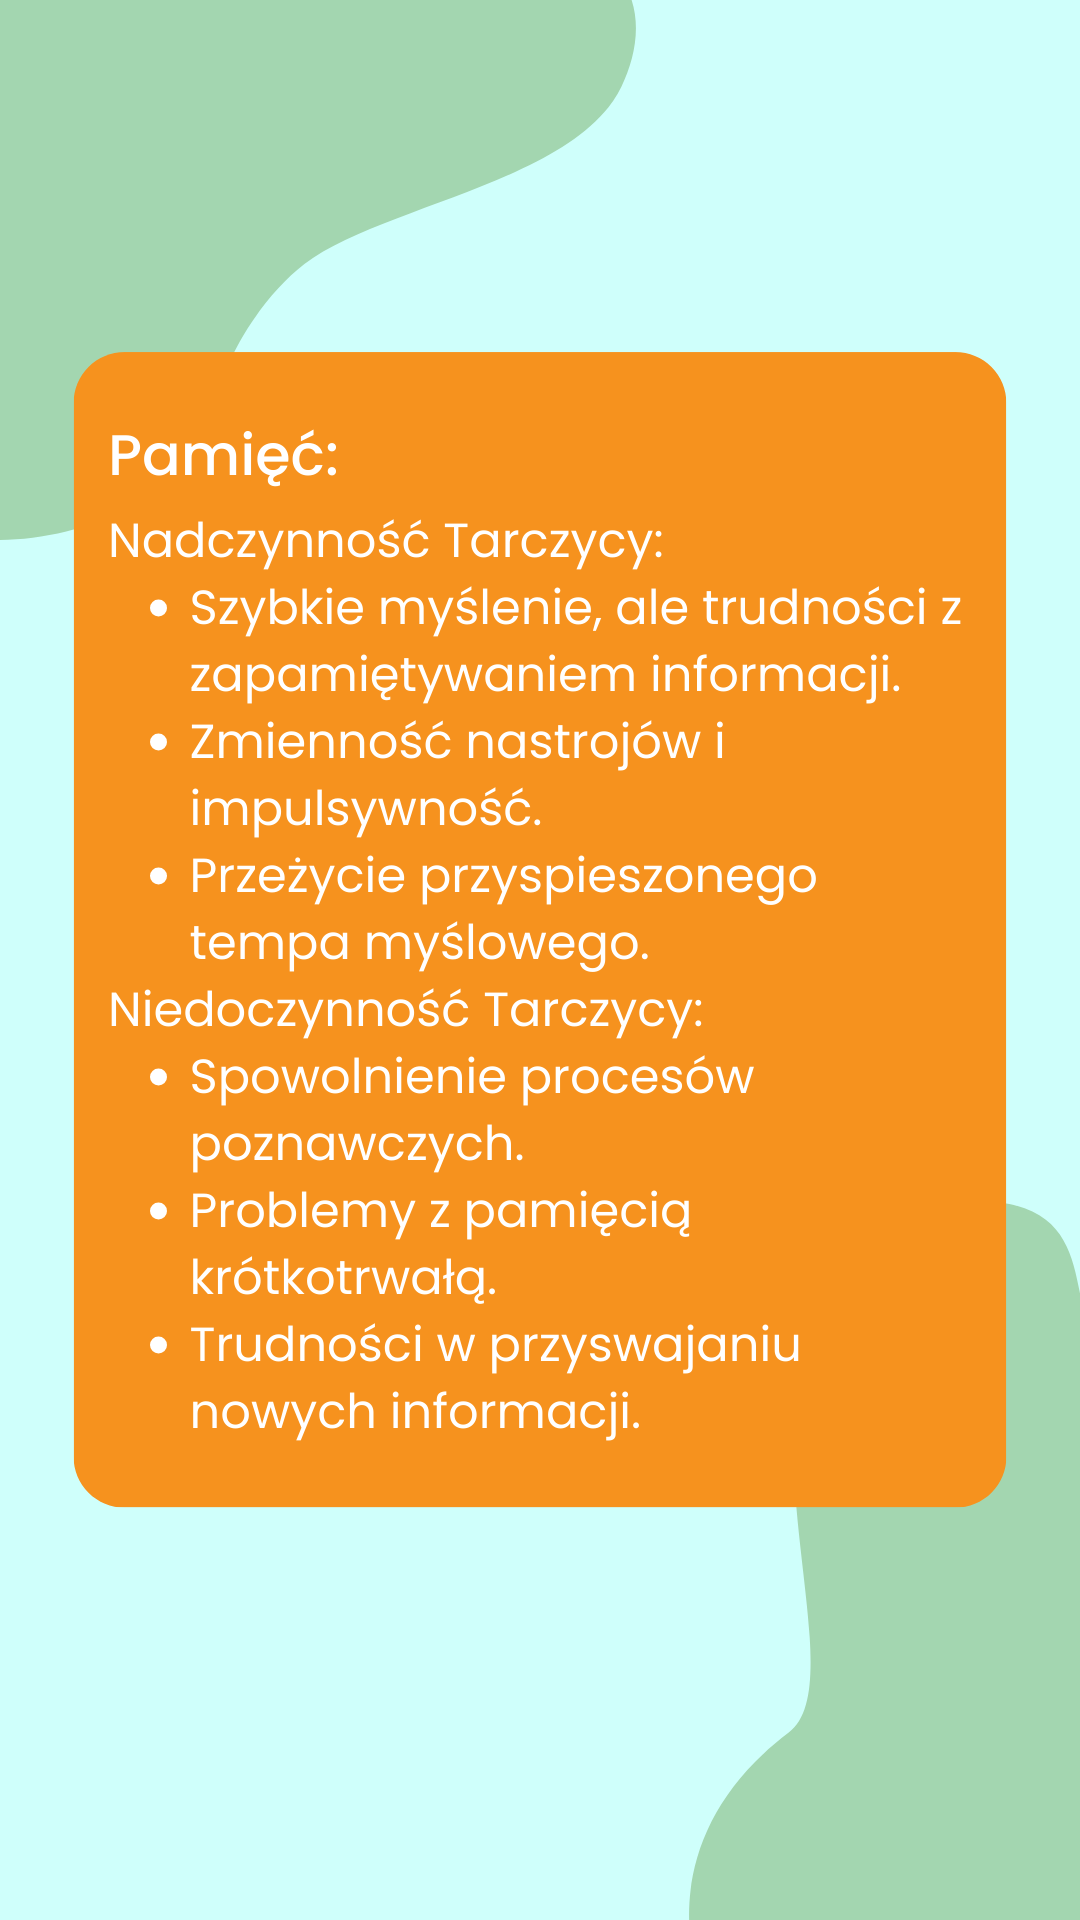 Pamięć:
Nadczynność Tarczycy:
• Szybkie myślenie, ale trudności z
zapamiętywaniem informacji.
• Zmienność nastrojów i
impulsywność.
• Przeżycie przyspieszonego
tempa myślowego.
Niedoczynność Tarczycy:
• Spowolnienie procesów
poznawczych.
• Problemy z pamięcią
krótkotrwałą.
• Trudności w przyswajaniu
nowych informacji.